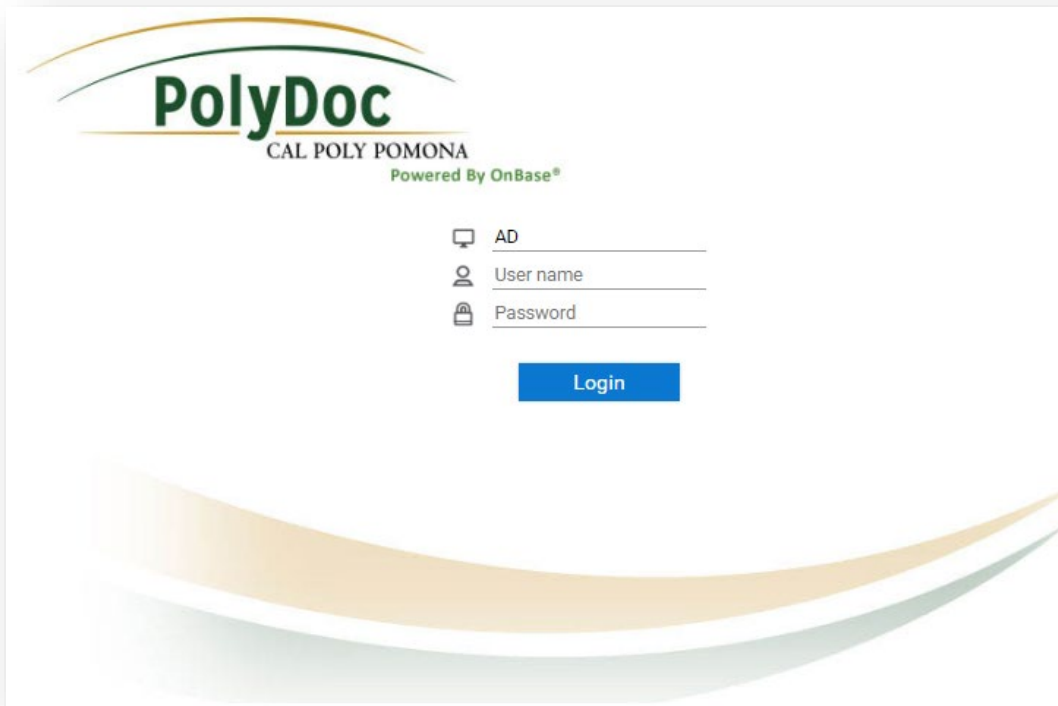 PolyDoc
CAL POLY POMONA
Powered By OnBase®
AD
User name
Password
Login